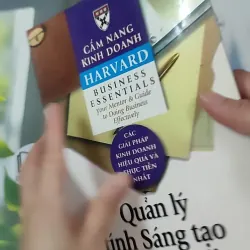 CẨM NANG
KINH DOANH
HARVARD
BUSINESS
ESSENTIALS
Your Mentor & Guide
to Doing Business
Effectively
CÁC
GIẢI PHÁP
KINH DOANH
HIỆU QUẢ VÀ
THỰC TIỄN
NHẤT
Quản lý
Sáng tạo